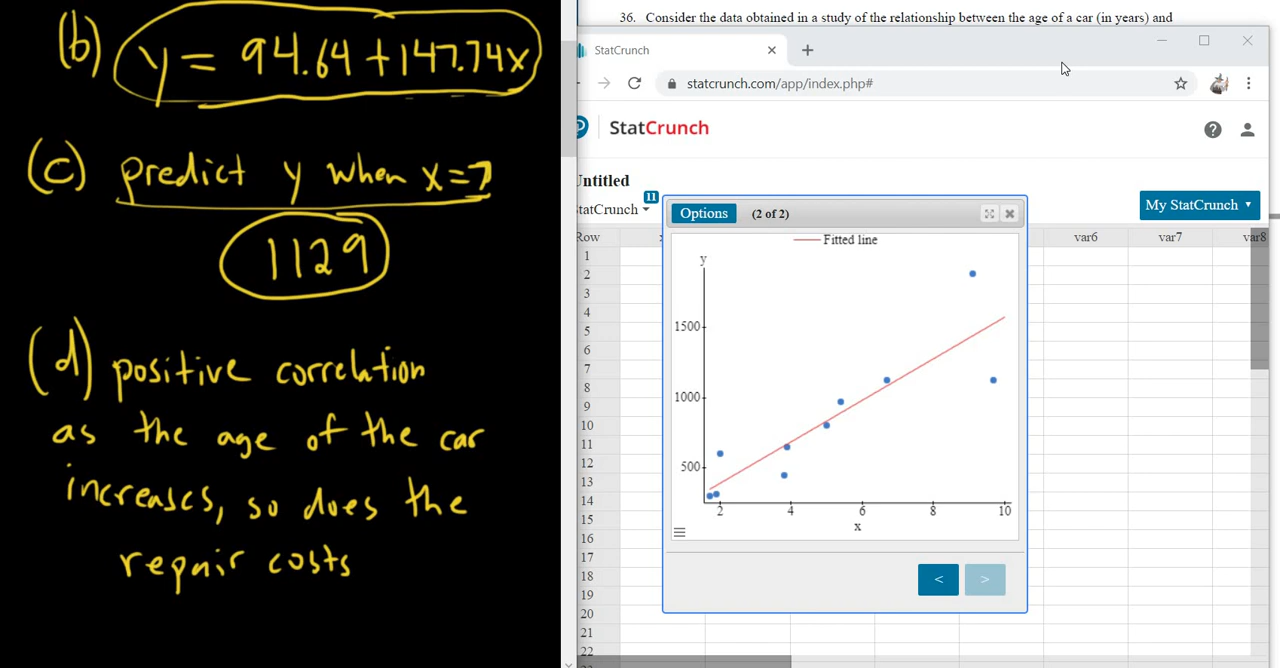 (b) y = 94.64 + 147.74x
(c) predict y when x=7
1129
(d) positive correlation
as the age of the car
increases, so does the
repair costs
36. Consider the data obtained in a study of the relationship between the age of a car (in years) and
StatCrunch
statcrunch.com/app/index.php#
StatCrunch
Untitled
StatCrunch
11
My StatCrunch
Row
var6 var7 var8
1
2
3
4
5
6
7
8
9
10
11
12
13
14
15
16
17
18
19
20
21
22
Options (2 of 2)
Fitted line
y
1500
1000
500
2 4 6 8 10
x
< >